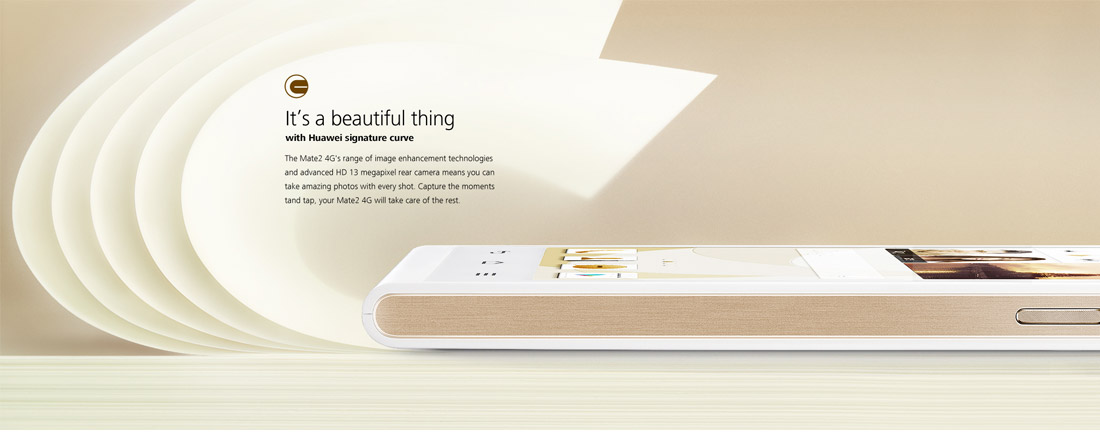 It's a beautiful thing
with Huawei signature curve
The Mate2 4G's range of image enhancement technologies
and advanced HD 13 megapixel rear camera means you can
take amazing photos with every shot. Capture the moments
tand tap, your Mate2 4G will take care of the rest.